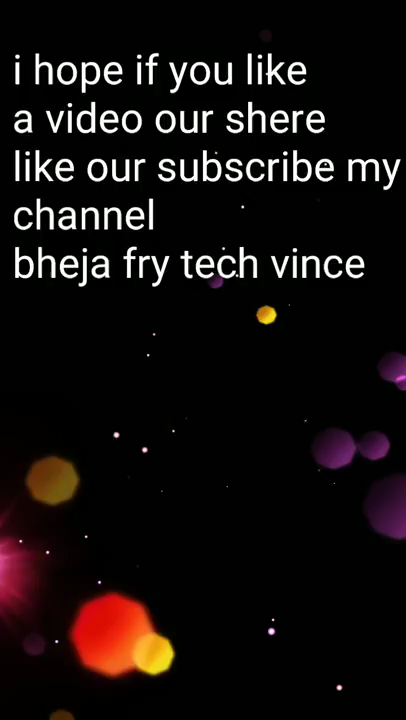 i hope if you like
a video our shere
like our subscribe my
channel
bheja fry tech vince